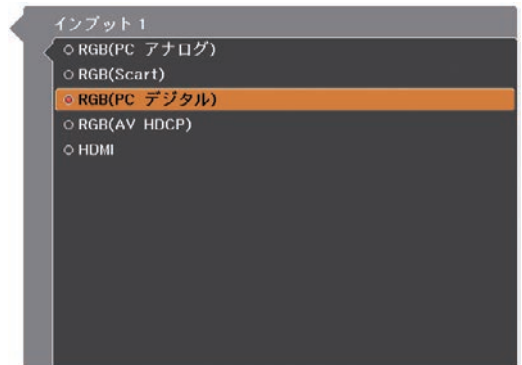 インプット 1
RGB(PC アナログ)
RGB(Scart)
RGB(PC デジタル)
RGB(AV HDCP)
HDMI